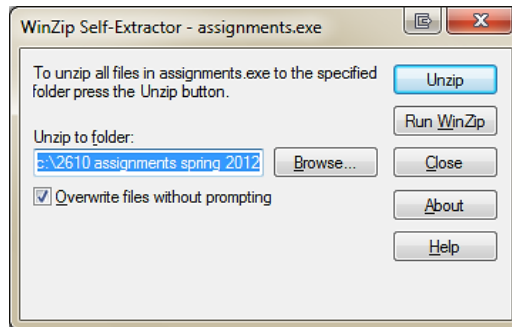 WinZip Self-Extractor - assignments.exe
To unzip all files in assignments.exe to the specified
folder press the Unzip button.
Unzip to folder:
c:\2610 assignments spring 2012
Browse...
Overwrite files without prompting
Unzip
Run WinZip
Close
About
Help